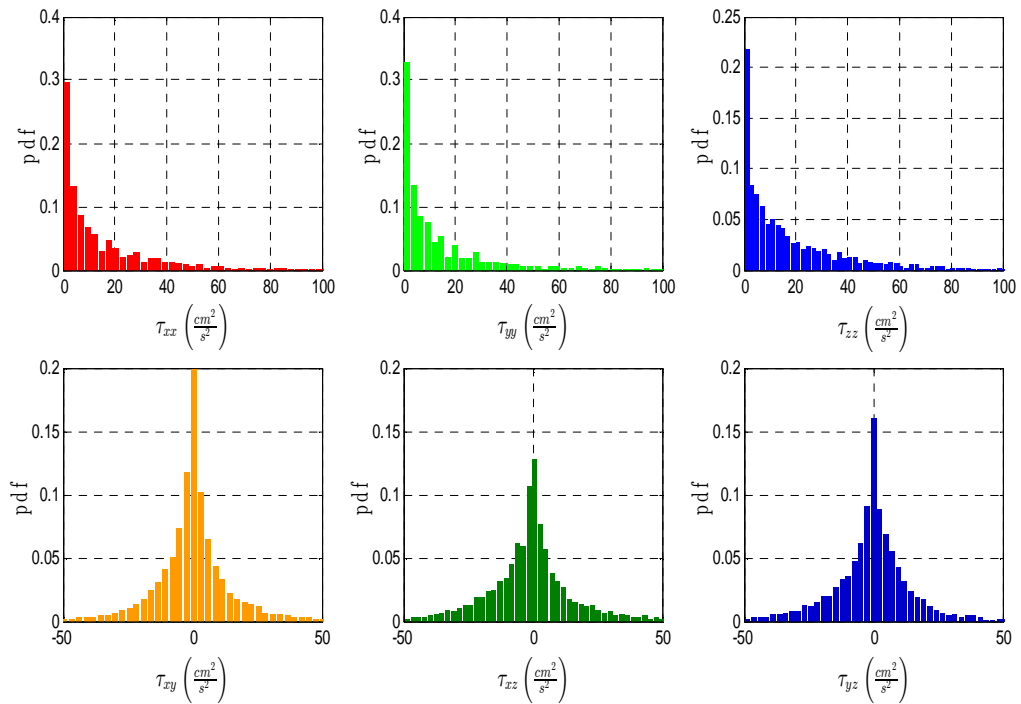 0.4 0.4 0.25
0.3 0.3 0.2
0.2 0.2 0.15
0.1 0.1 0.1
0.05
0 0 0
pdf pdf pdf
0 20 40 60 80 100 0 20 40 60 80 100 0 20 40 60 80 100
τxx (cm²/s²) τyy (cm²/s²) τzz (cm²/s²)
0.2 0.2 0.2
0.15 0.15 0.15
0.1 0.1 0.1
0.05 0.05 0.05
0 0 0
pdf pdf pdf
-50 0 50 -50 0 50 -50 0 50
τxy (cm²/s²) τxz (cm²/s²) τyz (cm²/s²)